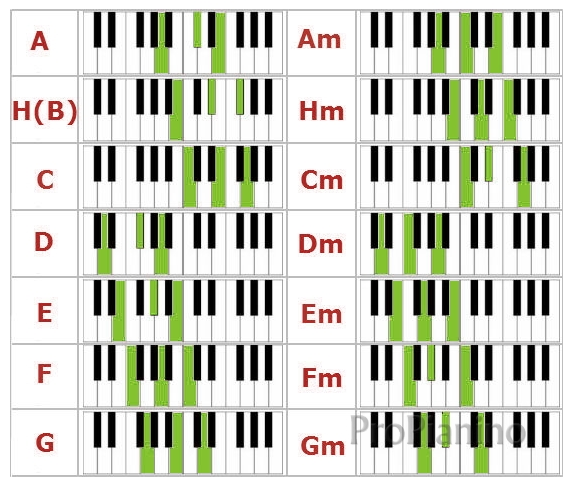 A Am
H(B) Hm
C Cm
D Dm
E Em
F Fm
ProPianino
G Gm